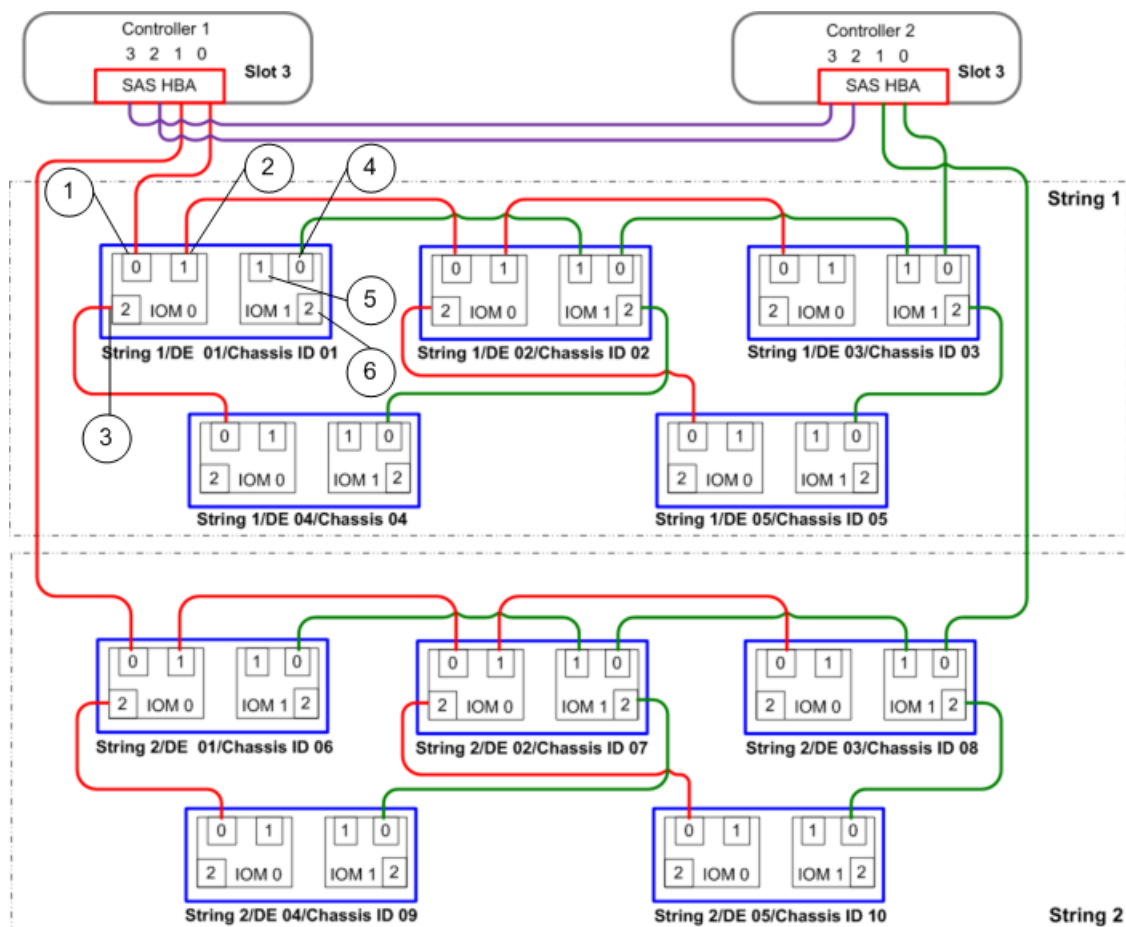 Controller 1
3 2 1 0
Slot 3
SAS HBA
Controller 2
3 2 1 0
Slot 3
SAS HBA
1
2
4
String 1
0 1 1 0
2 IOM 0 IOM 1 2
String 1/DE 01/Chassis ID 01
0 1 1 0
2 IOM 0 IOM 1 2
String 1/DE 02/Chassis ID 02
0 1 1 0
2 IOM 0 IOM 1 2
String 1/DE 03/Chassis ID 03
5
6
3
0 1 1 0
2 IOM 0 IOM 1 2
String 1/DE 04/Chassis 04
0 1 1 0
2 IOM 0 IOM 1 2
String 1/DE 05/Chassis ID 05
0 1 1 0
2 IOM 0 IOM 1 2
String 2/DE 01/Chassis ID 06
0 1 1 0
2 IOM 0 IOM 1 2
String 2/DE 02/Chassis ID 07
0 1 1 0
2 IOM 0 IOM 1 2
String 2/DE 03/Chassis ID 08
0 1 1 0
2 IOM 0 IOM 1 2
String 2/DE 04/Chassis ID 09
0 1 1 0
2 IOM 0 IOM 1 2
String 2/DE 05/Chassis ID 10
String 2